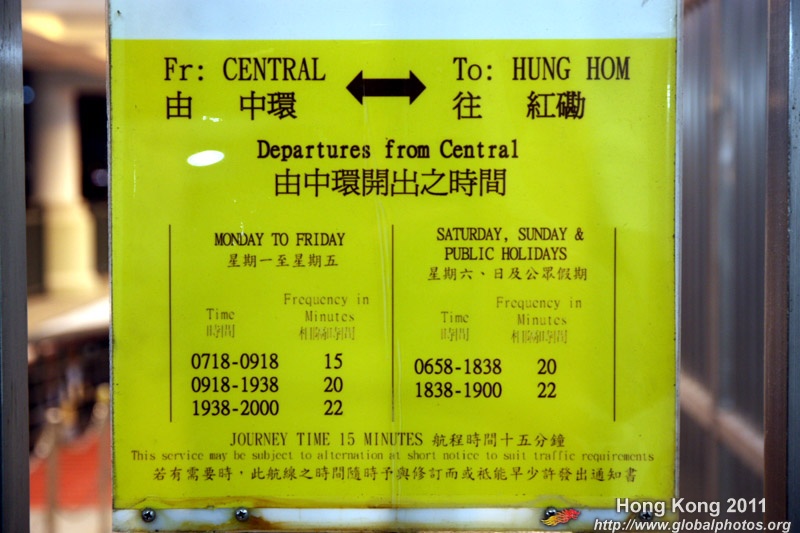 Fr: CENTRAL To: HUNG HOM
由 中環 往 紅磡
Departures from Central
由中環開出之時間
MONDAY TO FRIDAY
星期一至星期五
Time
時間
Frequency in
Minutes
相隔時間
0718-0918 15
0918-1938 20
1938-2000 22
SATURDAY, SUNDAY &
PUBLIC HOLIDAYS
星期六、日及公眾假期
Time
時間
Frequency in
Minutes
相隔時間
0658-1838 20
1838-1900 22
JOURNEY TIME 15 MINUTES 航程時間十五分鐘
This service may be subject to alternation at short notice to suit traffic requirements
若有需要時，此航線之時間隨時予與修訂而或衹能早少許發出通知書
Hong Kong 2011
http://www.globalphotos.org